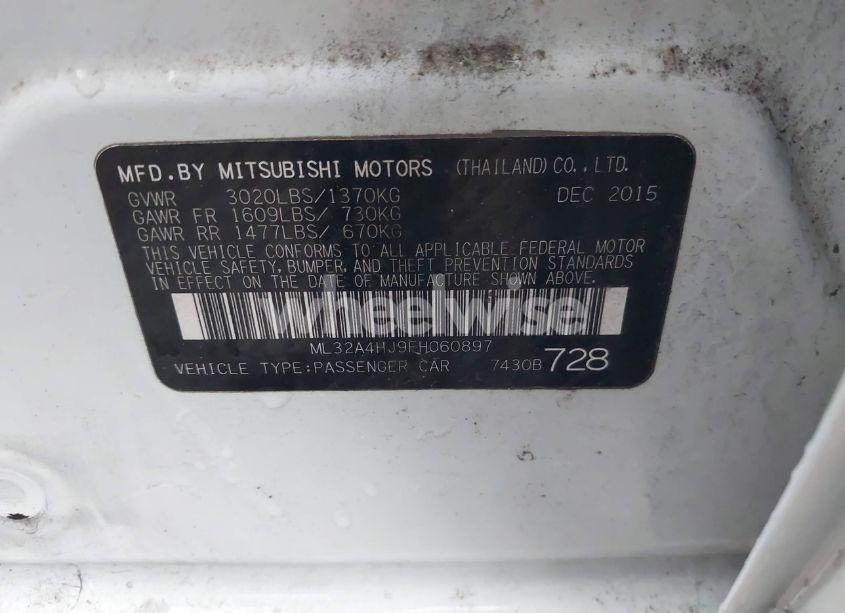 MFD.BY MITSUBISHI MOTORS (THAILAND) CO., LTD.
GVWR 3020LBS/1370KG DEC 2015
GAWR FR 1609LBS/ 730KG
GAWR RR 1477LBS/ 670KG
THIS VEHICLE CONFORMS TO ALL APPLICABLE FEDERAL MOTOR
VEHICLE SAFETY, BUMPER, AND THEFT PREVENTION STANDARDS
IN EFFECT ON THE DATE OF MANUFACTURE SHOWN ABOVE.
wheelwise
ML32A4HJ9FH060897
VEHICLE TYPE:PASSENGER CAR 7430B 728